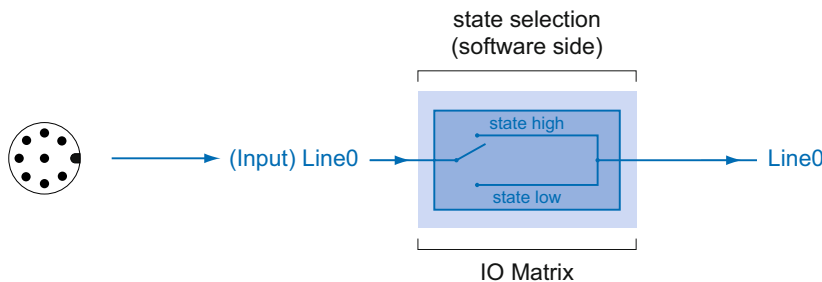 state selection
(software side)
state high
(Input) Line0
Line0
state low
IO Matrix